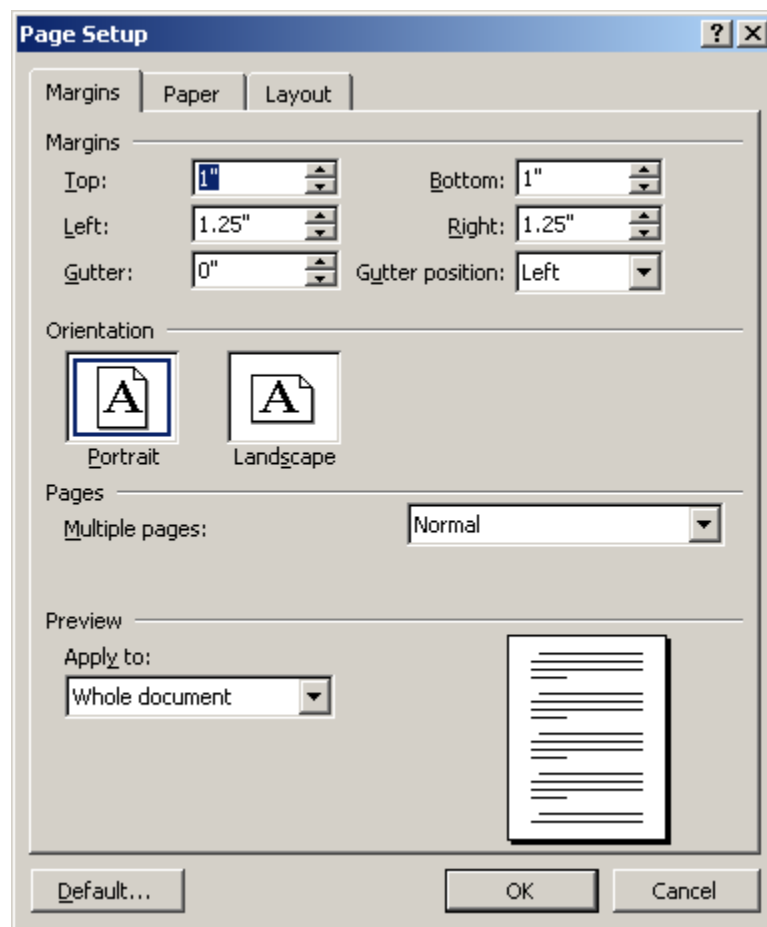 Page Setup
Margins Paper Layout
Margins
Top: 1" Bottom: 1"
Left: 1.25" Right: 1.25"
Gutter: 0" Gutter position: Left
Orientation
A A
Portrait Landscape
Pages
Multiple pages: Normal
Preview
Apply to:
Whole document
Default... OK Cancel